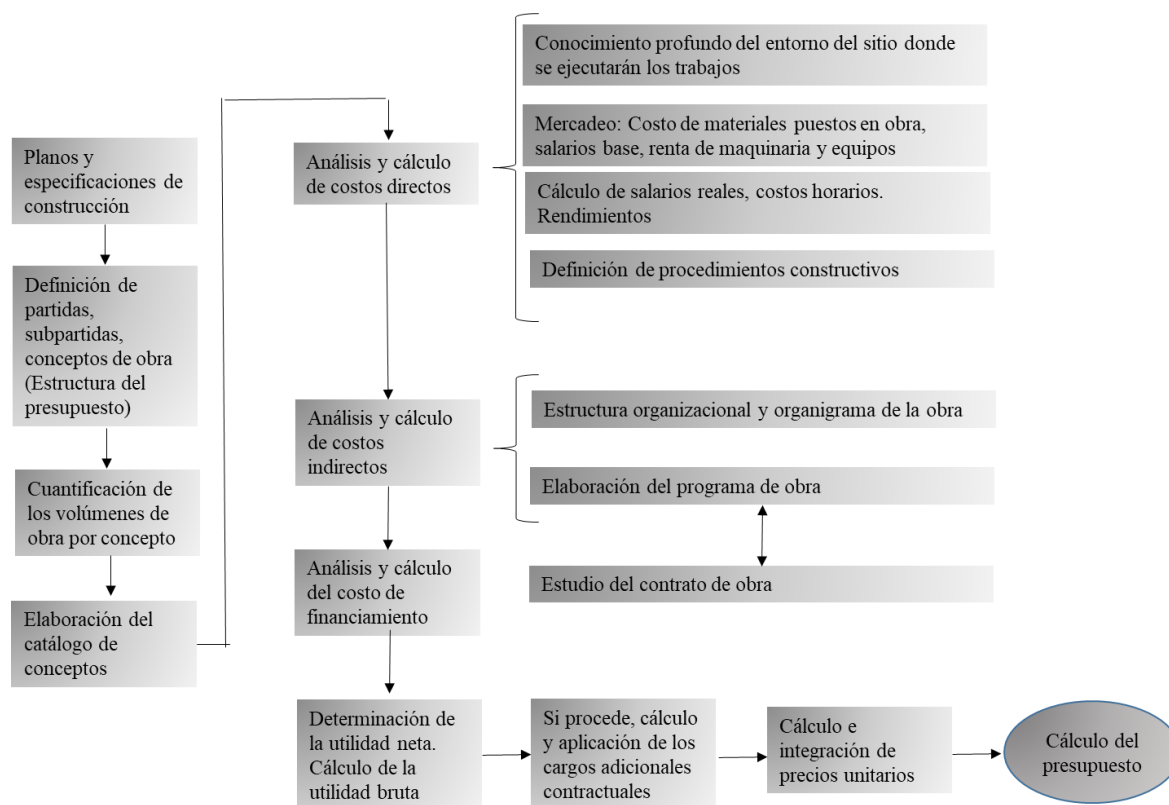 Planos y
especificaciones de
construcción
Definición de
partidas,
subpartidas,
conceptos de obra
(Estructura del
presupuesto)
Cuantificación de
los volúmenes de
obra por concepto
Elaboración del
catálogo de
conceptos
Análisis y cálculo
de costos directos
Conocimiento profundo del entorno del sitio donde
se ejecutarán los trabajos
Mercadeo: Costo de materiales puestos en obra,
salarios base, renta de maquinaria y equipos
Cálculo de salarios reales, costos horarios.
Rendimientos
Definición de procedimientos constructivos
Análisis y cálculo
de costos
indirectos
Estructura organizacional y organigrama de la obra
Elaboración del programa de obra
Estudio del contrato de obra
Análisis y cálculo
del costo de
financiamiento
Determinación de
la utilidad neta.
Cálculo de la
utilidad bruta
Si procede, cálculo
y aplicación de los
cargos adicionales
contractuales
Cálculo e
integración de
precios unitarios
Cálculo del
presupuesto